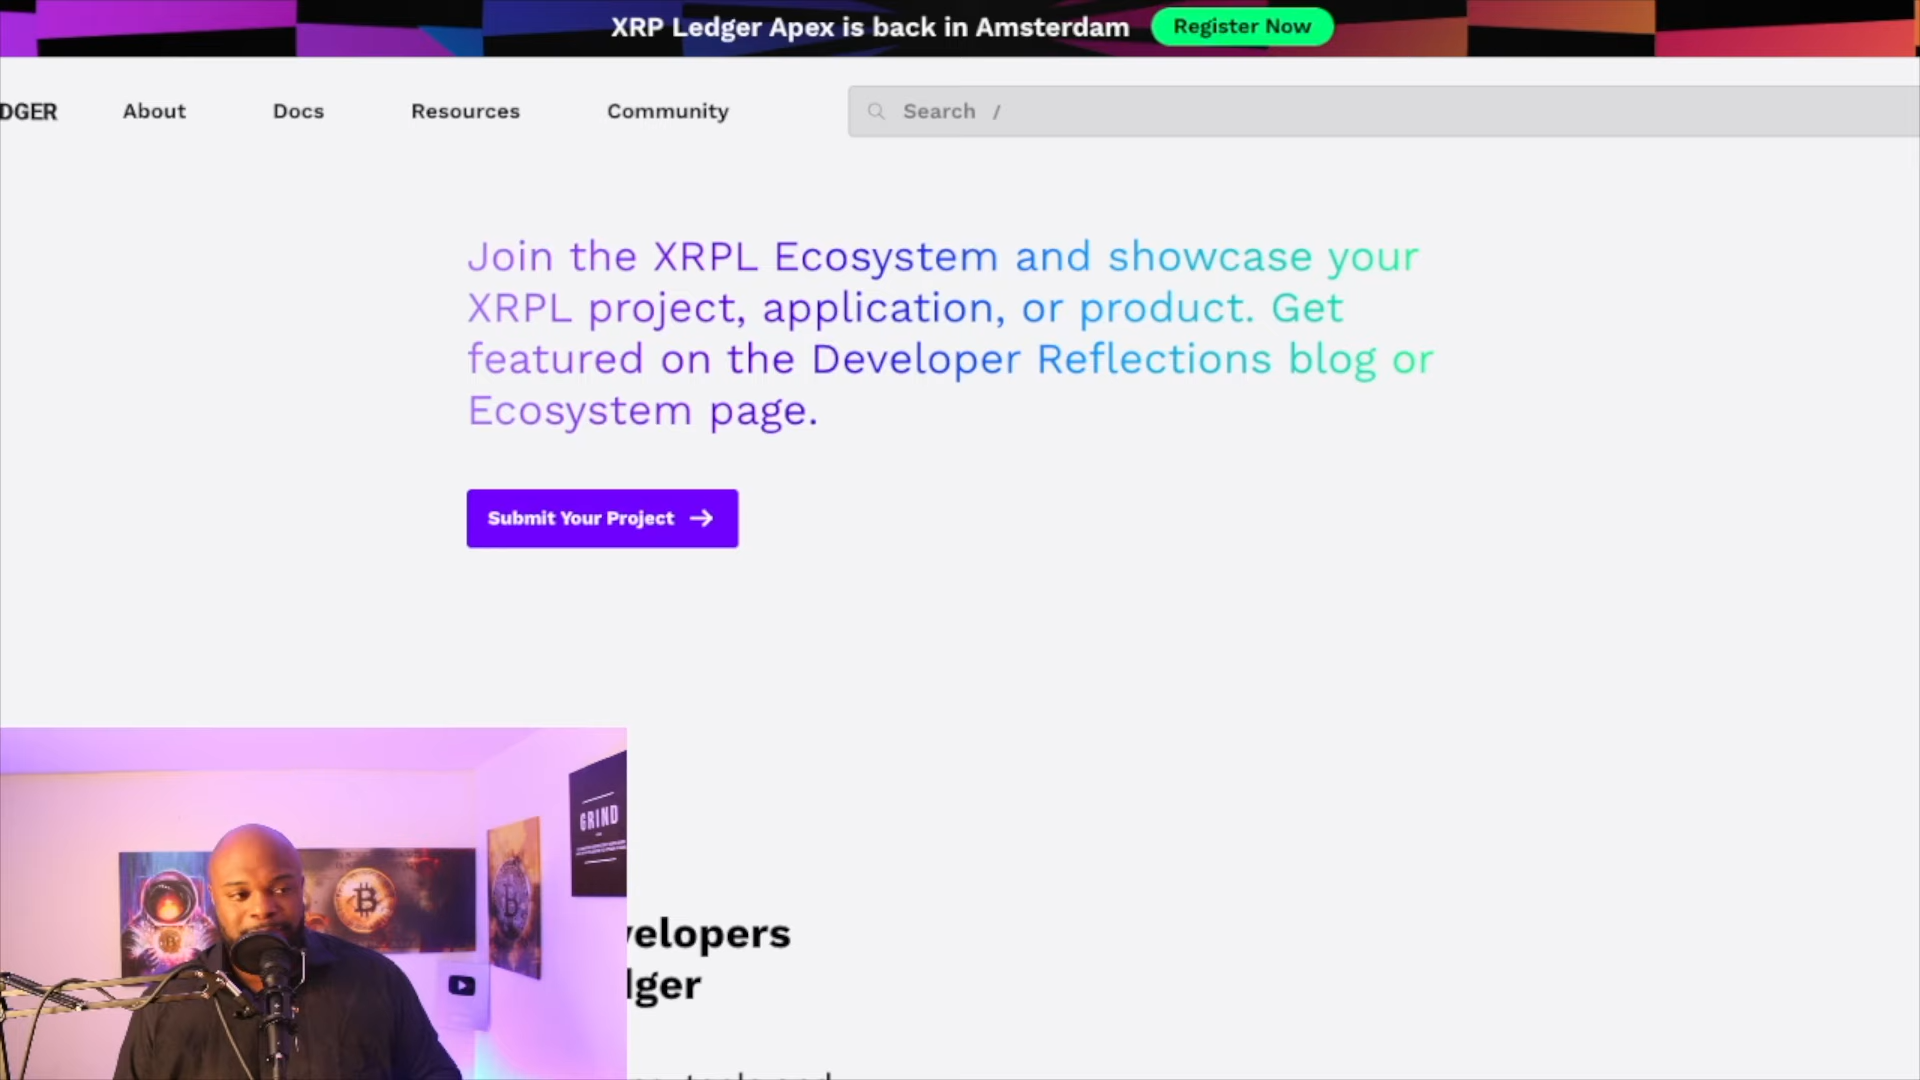 XRP Ledger Apex is back in Amsterdam Register Now
DGER About Docs Resources Community Search /
Join the XRPL Ecosystem and showcase your
XRPL project, application, or product. Get
featured on the Developer Reflections blog or
Ecosystem page.
Submit Your Project →
GRIND
velopers
dger